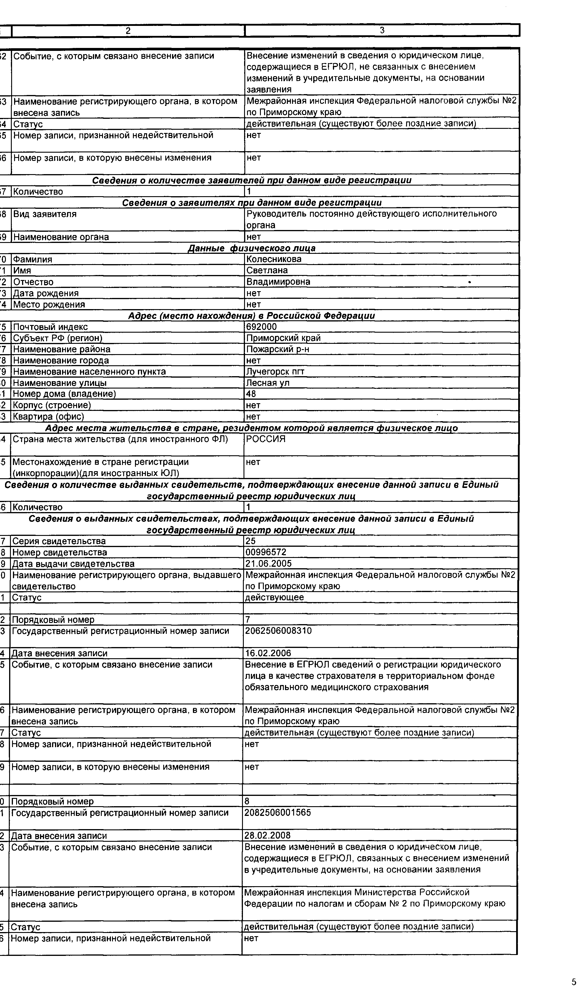 2 3
62 Событие, с которым связано внесение записи Внесение изменений в сведения о юридическом лице,
содержащиеся в ЕГРЮЛ, не связанных с внесением
изменений в учредительные документы, на основании
заявления
63 Наименование регистрирующего органа, в котором Межрайонная инспекция Федеральной налоговой службы №2
внесена запись по Приморскому краю
64 Статус действительная (существуют более поздние записи)
65 Номер записи, признанной недействительной нет
66 Номер записи, в которую внесены изменения нет
Сведения о количестве заявителей при данном виде регистрации
67 Количество 1
Сведения о заявителях при данном виде регистрации
68 Вид заявителя Руководитель постоянно действующего исполнительного
органа
69 Наименование органа нет
Данные физического лица
0 Фамилия Колесникова
1 Имя Светлана
2 Отчество Владимировна
3 Дата рождения нет
4 Место рождения нет
Адрес (место нахождения) в Российской Федерации
5 Почтовый индекс 692000
6 Субъект РФ (регион) Приморский край
7 Наименование района Пожарский р-н
8 Наименование города нет
9 Наименование населенного пункта Лучегорск пгт
0 Наименование улицы Лесная ул
1 Номер дома (владение) 48
2 Корпус (строение) нет
3 Квартира (офис) нет
Адрес места жительства в стране, резидентом которой является физическое лицо
4 Страна места жительства (для иностранного ФЛ) РОССИЯ
5 Местонахождение в стране регистрации нет
(инкорпорации)(для иностранных ЮЛ)
Сведения о количестве выданных свидетельств, подтверждающих внесение данной записи в Единый
государственный реестр юридических лиц
6 Количество 1
Сведения о выданных свидетельствах, подтверждающих внесение данной записи в Единый
государственный реестр юридических лиц
7 Серия свидетельства 25
8 Номер свидетельства 00996572
9 Дата выдачи свидетельства 21.06.2005
0 Наименование регистрирующего органа, выдавшего Межрайонная инспекция Федеральной налоговой службы №2
свидетельство по Приморскому краю
1 Статус действующее
2 Порядковый номер 7
3 Государственный регистрационный номер записи 2062506008310
4 Дата внесения записи 16.02.2006
5 Событие, с которым связано внесение записи Внесение в ЕГРЮЛ сведений о регистрации юридического
лица в качестве страхователя в территориальном фонде
обязательного медицинского страхования
6 Наименование регистрирующего органа, в котором Межрайонная инспекция Федеральной налоговой службы №2
внесена запись по Приморскому краю
7 Статус действительная (существуют более поздние записи)
8 Номер записи, признанной недействительной нет
9 Номер записи, в которую внесены изменения нет
0 Порядковый номер 8
1 Государственный регистрационный номер записи 2082506001565
2 Дата внесения записи 28.02.2008
3 Событие, с которым связано внесение записи Внесение изменений в сведения о юридическом лице,
содержащиеся в ЕГРЮЛ, связанных с внесением изменений
в учредительные документы, на основании заявления
4 Наименование регистрирующего органа, в котором Межрайонная инспекция Министерства Российской
внесена запись Федерации по налогам и сборам № 2 по Приморскому краю
5 Статус действительная (существуют более поздние записи)
6 Номер записи, признанной недействительной нет
5